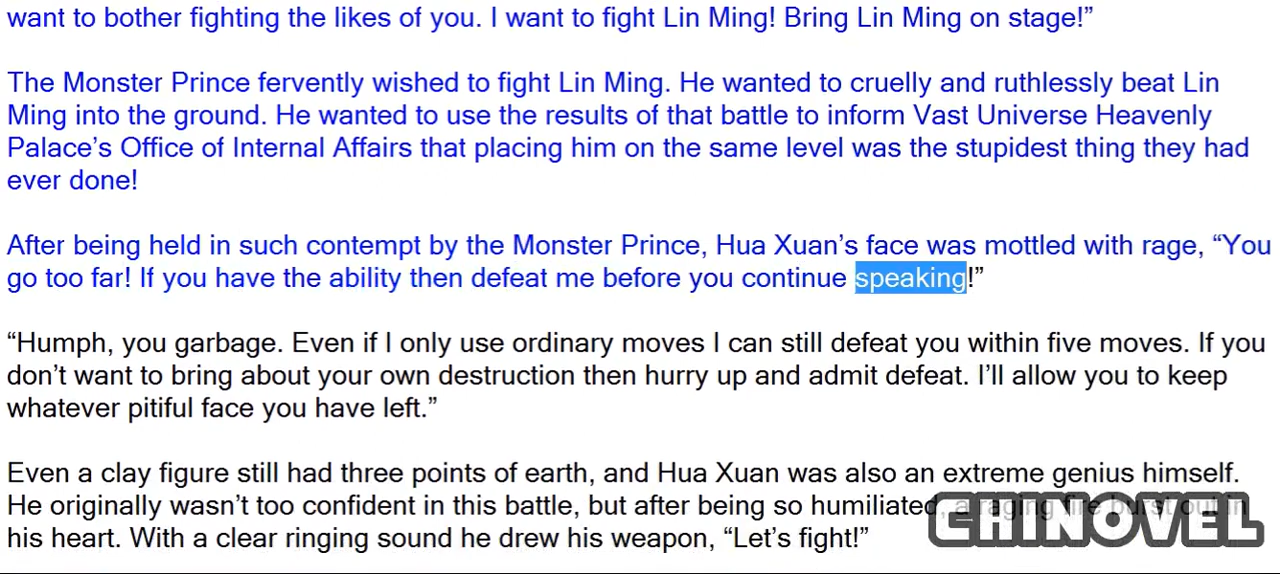 want to bother fighting the likes of you. I want to fight Lin Ming! Bring Lin Ming on stage!”
The Monster Prince fervently wished to fight Lin Ming. He wanted to cruelly and ruthlessly beat Lin
Ming into the ground. He wanted to use the results of that battle to inform Vast Universe Heavenly
Palace’s Office of Internal Affairs that placing him on the same level was the stupidest thing they had
ever done!
After being held in such contempt by the Monster Prince, Hua Xuan’s face was mottled with rage, “You
go too far! If you have the ability then defeat me before you continue speaking!”
“Humph, you garbage. Even if I only use ordinary moves I can still defeat you within five moves. If you
don’t want to bring about your own destruction then hurry up and admit defeat. I’ll allow you to keep
whatever pitiful face you have left.”
Even a clay figure still had three points of earth, and Hua Xuan was also an extreme genius himself.
He originally wasn’t too confident in this battle, but after being so humiliated, a raging fire burst out in
his heart. With a clear ringing sound he drew his weapon, “Let’s fight!”
CHINOVEL